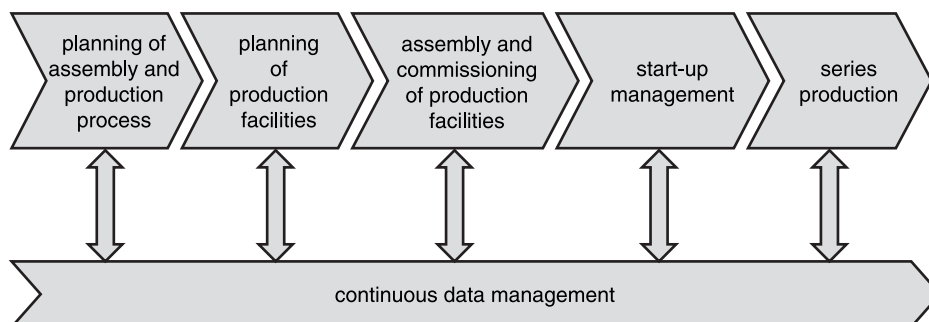 planning of
assembly and
production
process
planning
of
production
facilities
assembly and
commissioning
of production
facilities
start-up
management
series
production
continuous data management